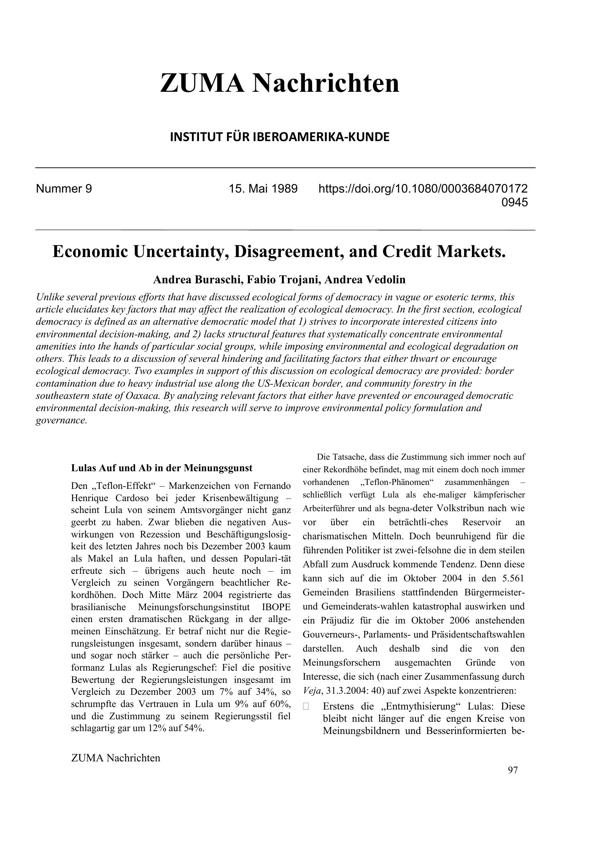 ZUMA Nachrichten
INSTITUT FÜR IBEROAMERIKA-KUNDE
Nummer 9 15. Mai 1989 https://doi.org/10.1080/0003684070172
0945
Economic Uncertainty, Disagreement, and Credit Markets.
Andrea Buraschi, Fabio Trojani, Andrea Vedolin
Unlike several previous efforts that have discussed ecological forms of democracy in vague or esoteric terms, this
article elucidates key factors that may affect the realization of ecological democracy. In the first section, ecological
democracy is defined as an alternative democratic model that 1) strives to incorporate interested citizens into
environmental decision-making, and 2) lacks structural features that systematically concentrate environmental
amenities into the hands of particular social groups, while imposing environmental and ecological degradation on
others. This leads to a discussion of several hindering and facilitating factors that either thwart or encourage
ecological democracy. Two examples in support of this discussion on ecological democracy are provided: border
contamination due to heavy industrial use along the US-Mexican border, and community forestry in the
southeastern state of Oaxaca. By analyzing relevant factors that either have prevented or encouraged democratic
environmental decision-making, this research will serve to improve environmental policy formulation and
governance.
Lulas Auf und Ab in der Meinungsgunst
Den „Teflon-Effekt“ – Markenzeichen von Fernando
Henrique Cardoso bei jeder Krisenbewältigung –
scheint Lula von seinem Amtsvorgänger nicht ganz
geerbt zu haben. Zwar blieben die negativen Aus-
wirkungen von Rezession und Beschäftigungslosig-
keit des letzten Jahres noch bis Dezember 2003 kaum
als Makel an Lula haften, und dessen Populari-tät
erfreute sich – übrigens auch heute noch – im
Vergleich zu seinen Vorgängern beachtlicher Re-
kordhöhen. Doch Mitte März 2004 registrierte das
brasilianische Meinungsforschungsinstitut IBOPE
einen ersten dramatischen Rückgang in der allge-
meinen Einschätzung. Er betraf nicht nur die Regie-
rungsleistungen insgesamt, sondern darüber hinaus –
und sogar noch stärker – auch die persönliche Per-
formanz Lulas als Regierungschef: Fiel die positive
Bewertung der Regierungsleistungen insgesamt im
Vergleich zu Dezember 2003 um 7% auf 34%, so
schrumpfte das Vertrauen in Lula um 9% auf 60%,
und die Zustimmung zu seinem Regierungsstil fiel
schlagartig gar um 12% auf 54%.
Die Tatsache, dass die Zustimmung sich immer noch auf
einer Rekordhöhe befindet, mag mit einem doch noch immer
vorhandenen „Teflon-Phänomen“ zusammenhängen –
schließlich verfügt Lula als ehe-maliger kämpferischer
Arbeiterführer und als begna-deter Volkstribun nach wie
vor über ein beträchtli-ches Reservoir an
charismatischen Mitteln. Doch beunruhigend für die
führenden Politiker ist zwei-felsohne die in dem steilen
Abfall zum Ausdruck kommende Tendenz. Denn diese
kann sich auf die im Oktober 2004 in den 5.561
Gemeinden Brasiliens stattfindenden Bürgermeister-
und Gemeinderats-wahlen katastrophal auswirken und
ein Präjudiz für die im Oktober 2006 anstehenden
Gouverneurs-, Parlaments- und Präsidentschaftswahlen
darstellen. Auch deshalb sind die von den
Meinungsforschern ausgemachten Gründe von
Interesse, die sich (nach einer Zusammenfassung durch
Veja, 31.3.2004: 40) auf zwei Aspekte konzentrieren:
Erstens die „Entmythisierung“ Lulas: Diese
bleibt nicht länger auf die engen Kreise von
Meinungsbildnern und Besserinformierten be-
ZUMA Nachrichten
97